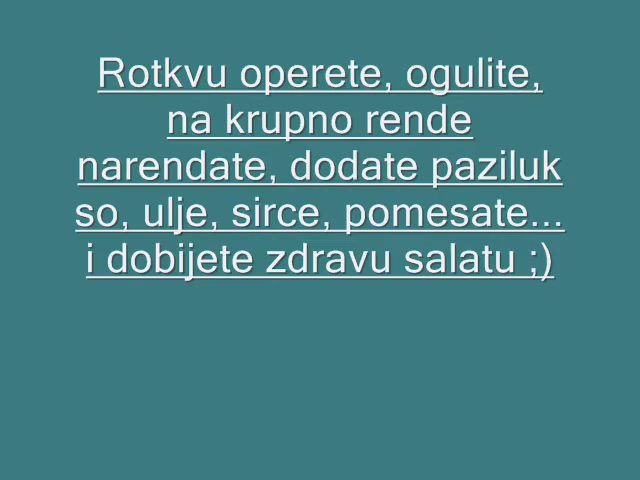 Rotkvu operete, ogulite,
na krupno rende
narendate, dodate paziluk
so, ulje, sirce, pomesate...
i dobijete zdravu salatu ;)